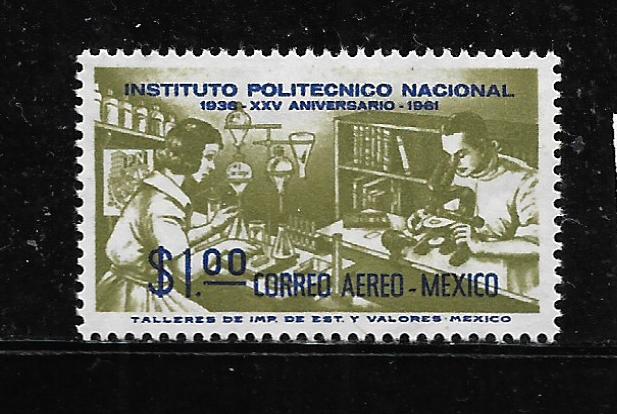 INSTITUTO POLITECNICO NACIONAL
1936-XXV ANIVERSARIO-1961
IPN
$1.00 CORREO AEREO-MEXICO
TALLERES DE IMP. DE EST. Y VALORES-MEXICO